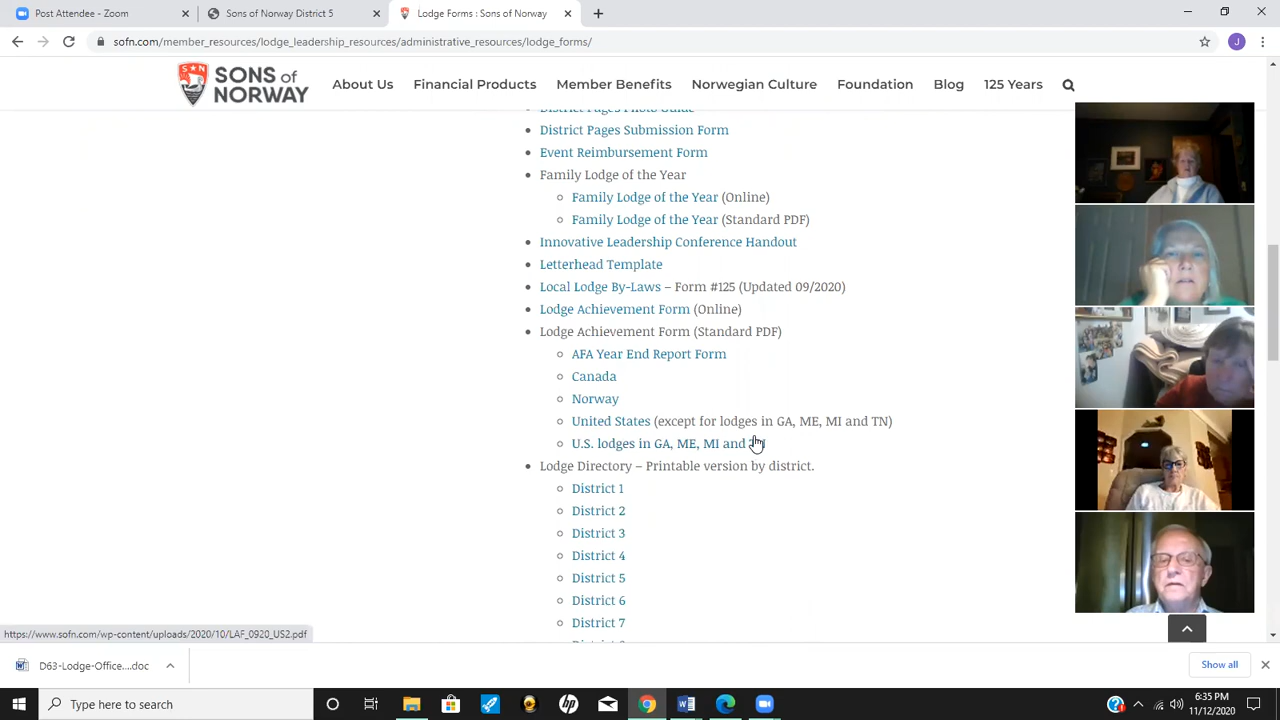 Post Attendee - Zoom
Sons of Norway District 5
Lodge Forms : Sons of Norway
sofn.com/member_resources/lodge_leadership_resources/administrative_resources/lodge_forms/
J
S N
SONS of
NORWAY
About Us
Financial Products
Member Benefits
Norwegian Culture
Foundation
Blog
125 Years
District Pages Photo Guide
District Pages Submission Form
Event Reimbursement Form
Family Lodge of the Year
Family Lodge of the Year (Online)
Family Lodge of the Year (Standard PDF)
Innovative Leadership Conference Handout
Letterhead Template
Local Lodge By-Laws – Form #125 (Updated 09/2020)
Lodge Achievement Form (Online)
Lodge Achievement Form (Standard PDF)
AFA Year End Report Form
Canada
Norway
United States (except for lodges in GA, ME, MI and TN)
U.S. lodges in GA, ME, MI and
Lodge Directory – Printable version by district.
District 1
District 2
District 3
District 4
District 5
District 6
District 7
https://www.sofn.com/wp-content/uploads/2020/10/LAF_0920_US2.pdf
D63-Lodge-Office....doc
Show all
Type here to search
hp
6:35 PM
11/12/2020